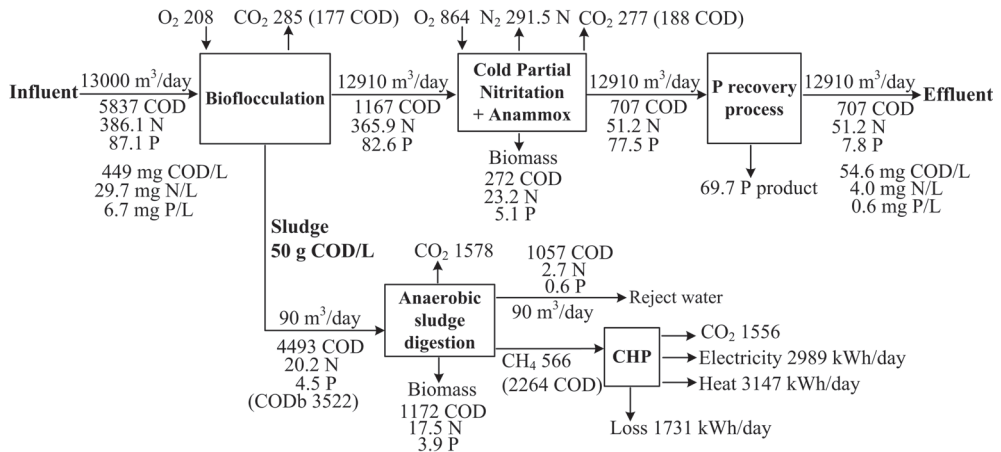 O₂ 208
CO₂ 285 (177 COD)
O₂ 864
N₂ 291.5 N
CO₂ 277 (188 COD)
Influent
13000 m³/day
5837 COD
386.1 N
87.1 P
449 mg COD/L
29.7 mg N/L
6.7 mg P/L
Bioflocculation
12910 m³/day
1167 COD
365.9 N
82.6 P
Cold Partial
Nitritation
+ Anammox
Biomass
272 COD
23.2 N
5.1 P
12910 m³/day
707 COD
51.2 N
77.5 P
P recovery
process
69.7 P product
12910 m³/day
707 COD
51.2 N
7.8 P
54.6 mg COD/L
4.0 mg N/L
0.6 mg P/L
Effluent
Sludge
50 g COD/L
90 m³/day
4493 COD
20.2 N
4.5 P
(CODb 3522)
CO₂ 1578
Anaerobic
sludge
digestion
Biomass
1172 COD
17.5 N
3.9 P
1057 COD
2.7 N
0.6 P
90 m³/day
Reject water
CH₄ 566
(2264 COD)
CHP
CO₂ 1556
Electricity 2989 kWh/day
Heat 3147 kWh/day
Loss 1731 kWh/day